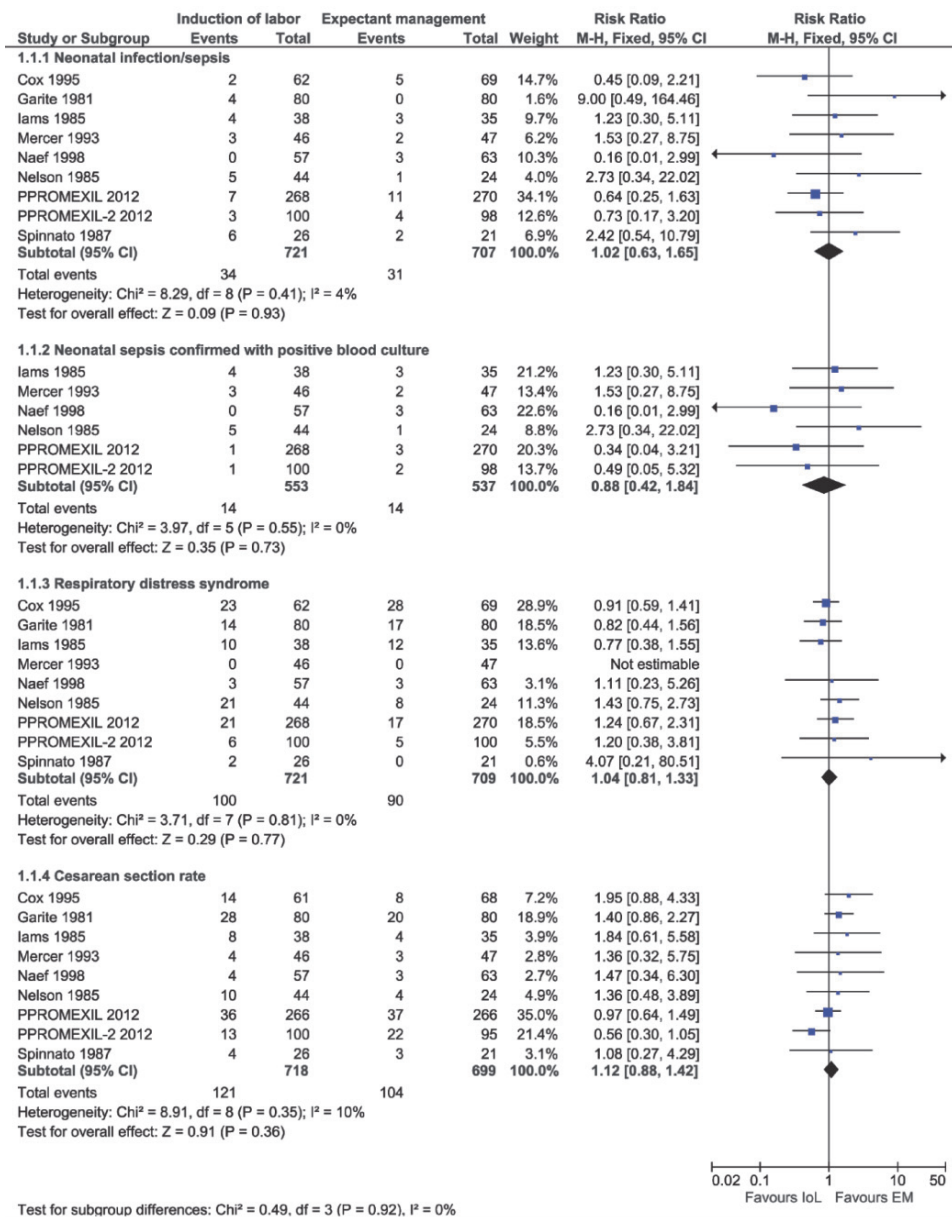 Induction of labor Expectant management Risk Ratio Risk Ratio
Study or Subgroup Events Total Events Total Weight M-H, Fixed, 95% CI M-H, Fixed, 95% CI
1.1.1 Neonatal infection/sepsis
Cox 1995 2 62 5 69 14.7% 0.45 [0.09, 2.21]
Garite 1981 4 80 0 80 1.6% 9.00 [0.49, 164.46]
Iams 1985 4 38 3 35 9.7% 1.23 [0.30, 5.11]
Mercer 1993 3 46 2 47 6.2% 1.53 [0.27, 8.75]
Naef 1998 0 57 3 63 10.3% 0.16 [0.01, 2.99]
Nelson 1985 5 44 1 24 4.0% 2.73 [0.34, 22.02]
PPROMEXIL 2012 7 268 11 270 34.1% 0.64 [0.25, 1.63]
PPROMEXIL-2 2012 3 100 4 98 12.6% 0.73 [0.17, 3.20]
Spinnato 1987 6 26 2 21 6.9% 2.42 [0.54, 10.79]
Subtotal (95% CI) 721 707 100.0% 1.02 [0.63, 1.65]
Total events 34 31
Heterogeneity: Chi² = 8.29, df = 8 (P = 0.41); I² = 4%
Test for overall effect: Z = 0.09 (P = 0.93)
1.1.2 Neonatal sepsis confirmed with positive blood culture
Iams 1985 4 38 3 35 21.2% 1.23 [0.30, 5.11]
Mercer 1993 3 46 2 47 13.4% 1.53 [0.27, 8.75]
Naef 1998 0 57 3 63 22.6% 0.16 [0.01, 2.99]
Nelson 1985 5 44 1 24 8.8% 2.73 [0.34, 22.02]
PPROMEXIL 2012 1 268 3 270 20.3% 0.34 [0.04, 3.21]
PPROMEXIL-2 2012 1 100 2 98 13.7% 0.49 [0.05, 5.32]
Subtotal (95% CI) 553 537 100.0% 0.88 [0.42, 1.84]
Total events 14 14
Heterogeneity: Chi² = 3.97, df = 5 (P = 0.55); I² = 0%
Test for overall effect: Z = 0.35 (P = 0.73)
1.1.3 Respiratory distress syndrome
Cox 1995 23 62 28 69 28.9% 0.91 [0.59, 1.41]
Garite 1981 14 80 17 80 18.5% 0.82 [0.44, 1.56]
Iams 1985 10 38 12 35 13.6% 0.77 [0.38, 1.55]
Mercer 1993 0 46 0 47 Not estimable
Naef 1998 3 57 3 63 3.1% 1.11 [0.23, 5.26]
Nelson 1985 21 44 8 24 11.3% 1.43 [0.75, 2.73]
PPROMEXIL 2012 21 268 17 270 18.5% 1.24 [0.67, 2.31]
PPROMEXIL-2 2012 6 100 5 100 5.5% 1.20 [0.38, 3.81]
Spinnato 1987 2 26 0 21 0.6% 4.07 [0.21, 80.51]
Subtotal (95% CI) 721 709 100.0% 1.04 [0.81, 1.33]
Total events 100 90
Heterogeneity: Chi² = 3.71, df = 7 (P = 0.81); I² = 0%
Test for overall effect: Z = 0.29 (P = 0.77)
1.1.4 Cesarean section rate
Cox 1995 14 61 8 68 7.2% 1.95 [0.88, 4.33]
Garite 1981 28 80 20 80 18.9% 1.40 [0.86, 2.27]
Iams 1985 8 38 4 35 3.9% 1.84 [0.61, 5.58]
Mercer 1993 4 46 3 47 2.8% 1.36 [0.32, 5.75]
Naef 1998 4 57 3 63 2.7% 1.47 [0.34, 6.30]
Nelson 1985 10 44 4 24 4.9% 1.36 [0.48, 3.89]
PPROMEXIL 2012 36 266 37 266 35.0% 0.97 [0.64, 1.49]
PPROMEXIL-2 2012 13 100 22 95 21.4% 0.56 [0.30, 1.05]
Spinnato 1987 4 26 3 21 3.1% 1.08 [0.27, 4.29]
Subtotal (95% CI) 718 699 100.0% 1.12 [0.88, 1.42]
Total events 121 104
Heterogeneity: Chi² = 8.91, df = 8 (P = 0.35); I² = 10%
Test for overall effect: Z = 0.91 (P = 0.36)
0.02 0.1 1 10 50
Favours IoL Favours EM
Test for subgroup differences: Chi² = 0.49, df = 3 (P = 0.92), I² = 0%